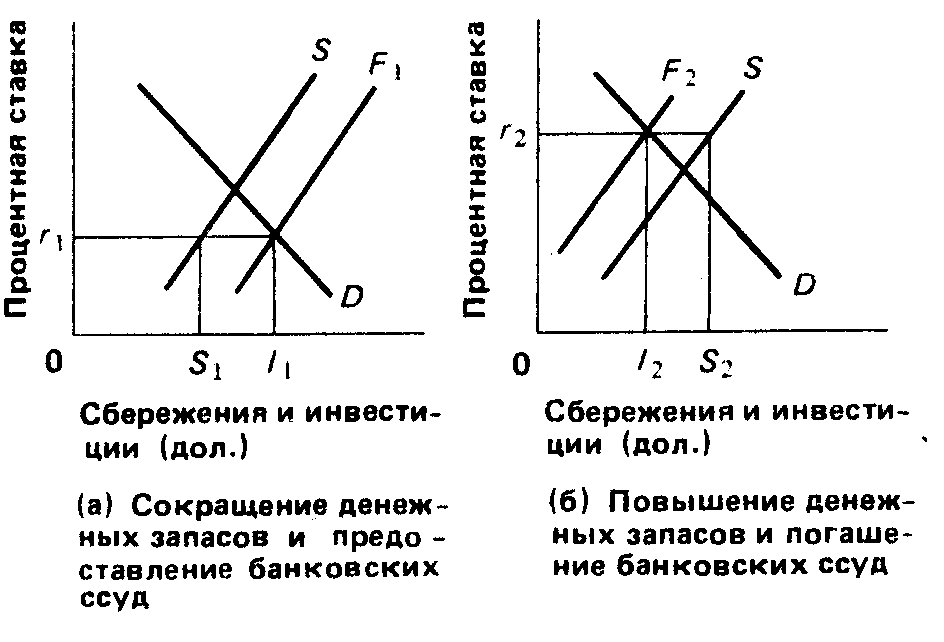 Процентная ставка
S
F1
r1
D
0
S1
I1
Сбережения и инвести-
ции (дол.)
(а) Сокращение денеж-
ных запасов и предо-
ставление банковских
ссуд
Процентная ставка
F2
S
r2
D
0
I2
S2
Сбережения и инвести-
ции (дол.)
(б) Повышение денеж-
ных запасов и погаше-
ние банковских ссуд